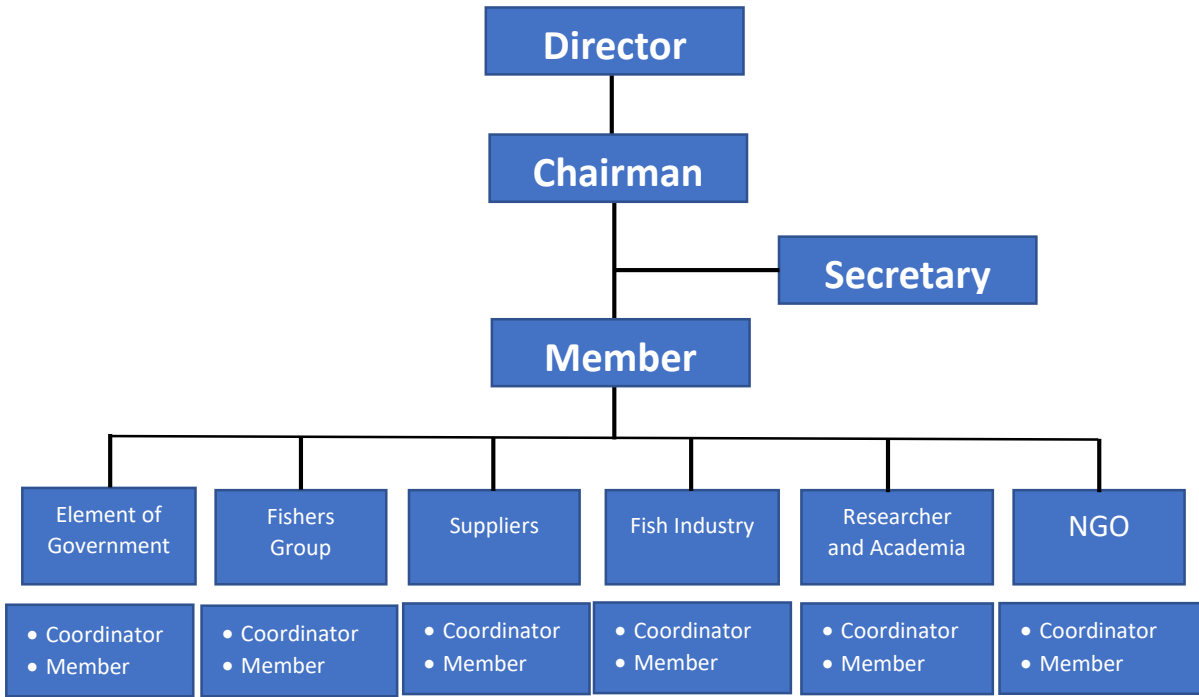 Director
Chairman
Secretary
Member
Element of
Government
Fishers
Group
Suppliers
Fish Industry
Researcher
and Academia
NGO
• Coordinator
• Member
• Coordinator
• Member
• Coordinator
• Member
• Coordinator
• Member
• Coordinator
• Member
• Coordinator
• Member